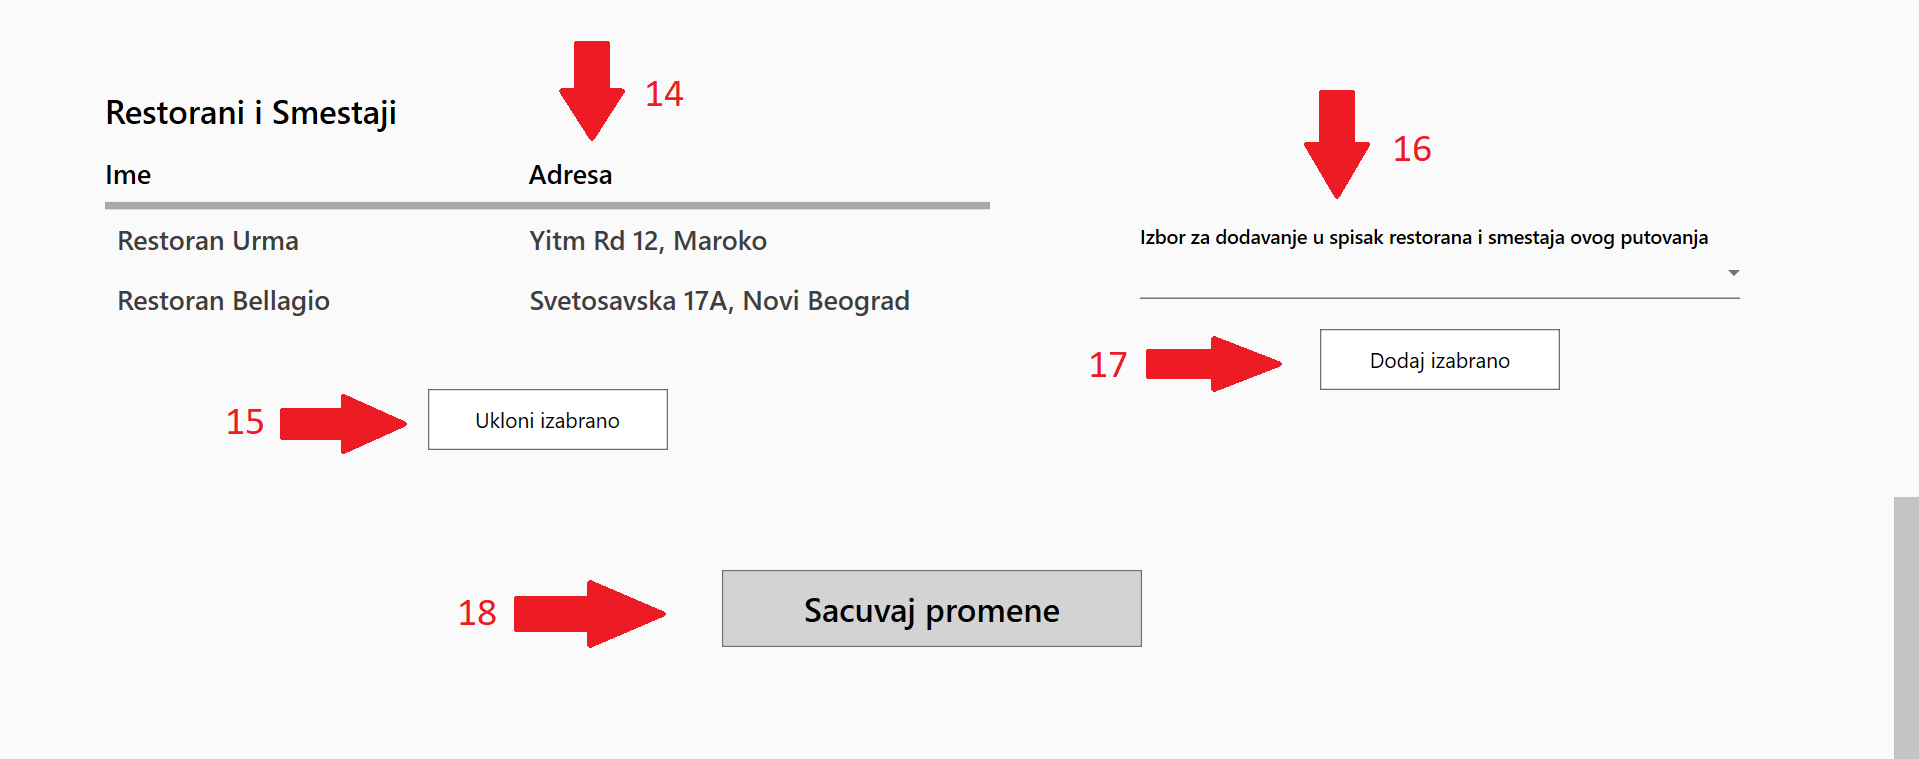 14
Restorani i Smestaji
Ime Adresa
Restoran Urma Yitm Rd 12, Maroko
Restoran Bellagio Svetosavska 17A, Novi Beograd
15
Ukloni izabrano
16
Izbor za dodavanje u spisak restorana i smestaja ovog putovanja
17
Dodaj izabrano
18
Sacuvaj promene